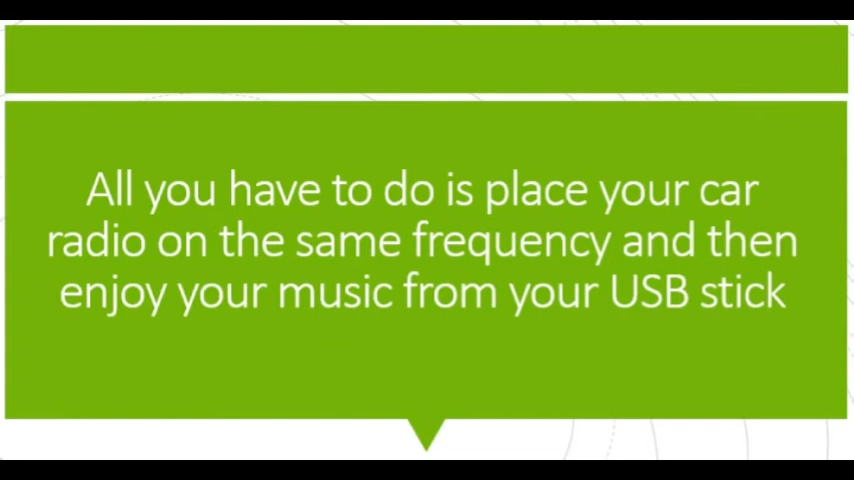 All you have to do is place your car
radio on the same frequency and then
enjoy your music from your USB stick